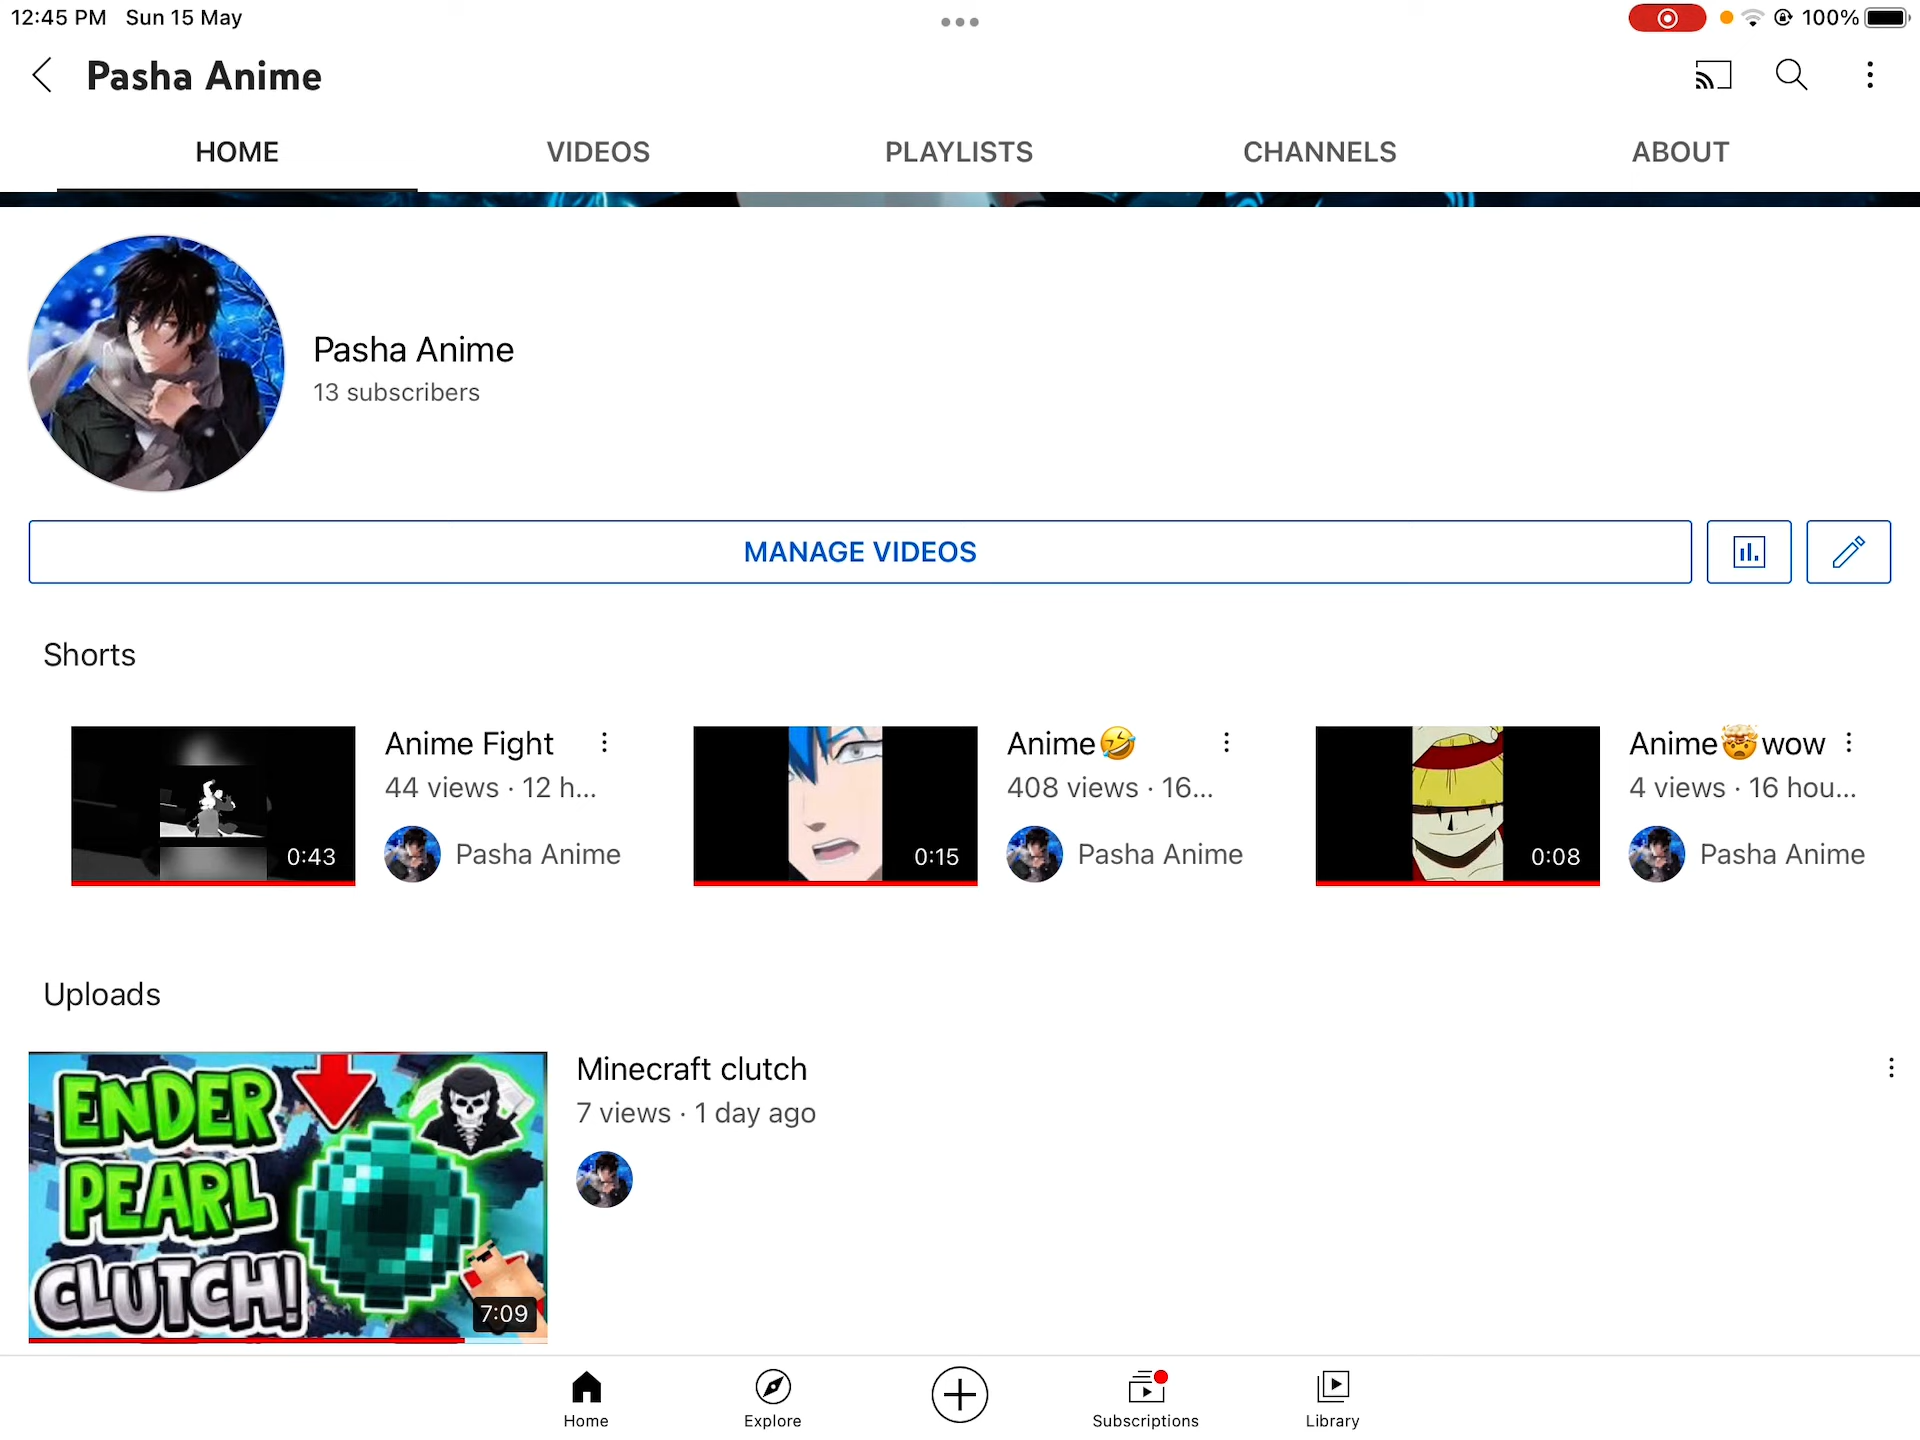 12:45 PM Sun 15 May
100%
Pasha Anime
HOME
VIDEOS
PLAYLISTS
CHANNELS
ABOUT
Pasha Anime
13 subscribers
MANAGE VIDEOS
Shorts
0:43
Anime Fight
44 views · 12 h...
Pasha Anime
0:15
Anime🤣
408 views · 16...
Pasha Anime
0:08
Anime🤯wow
4 views · 16 hou...
Pasha Anime
Uploads
ENDER
PEARL
CLUTCH!
7:09
Minecraft clutch
7 views · 1 day ago
Home
Explore
Subscriptions
Library